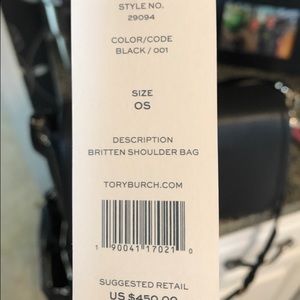 STYLE NO.
29094
COLOR/CODE
BLACK / 001
SIZE
OS
DESCRIPTION
BRITTEN SHOULDER BAG
TORYBURCH.COM
1 90041 17021 0
SUGGESTED RETAIL
US $450.00